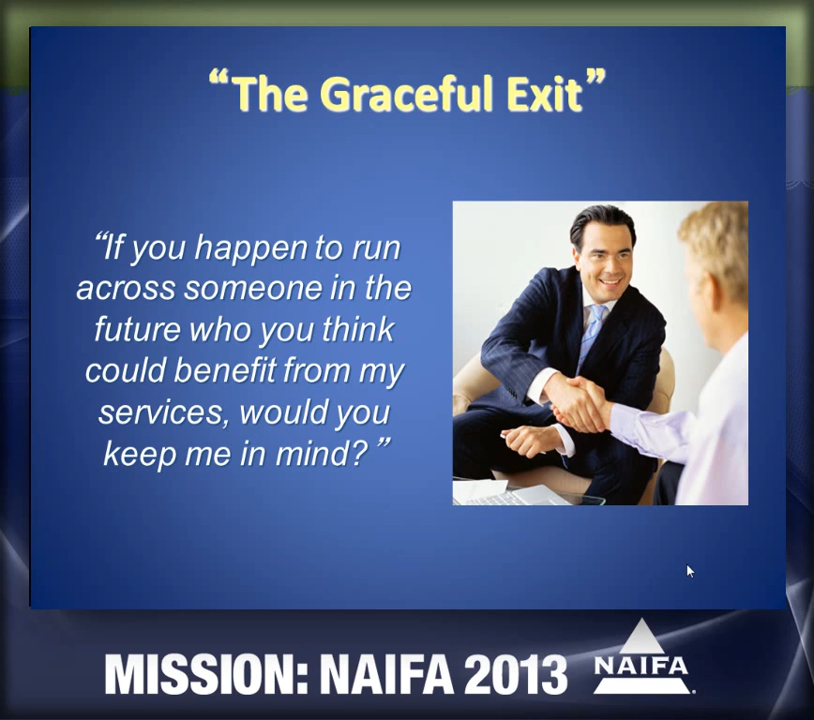 “The Graceful Exit”
“If you happen to run
across someone in the
future who you think
could benefit from my
services, would you
keep me in mind? ”
MISSION: NAIFA 2013
NAIFA